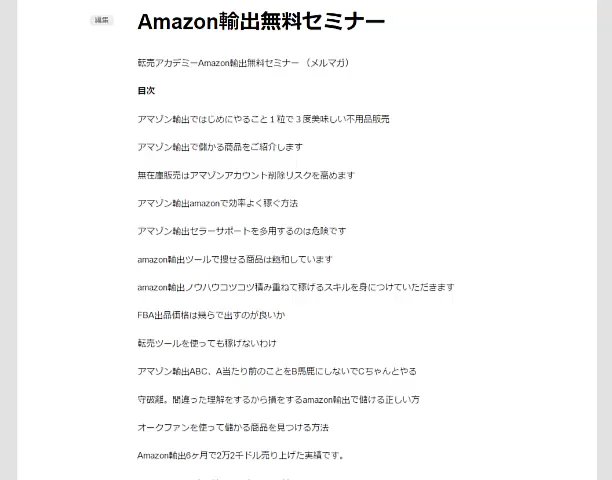 編集
Amazon輸出無料セミナー
転売アカデミーAmazon輸出無料セミナー （メルマガ）
目次
アマゾン輸出ではじめにやること１粒で３度美味しい不用品販売
アマゾン輸出で儲かる商品をご紹介します
無在庫販売はアマゾンアカウント削除リスクを高めます
アマゾン輸出amazonで効率よく稼ぐ方法
アマゾン輸出セラーサポートを多用するのは危険です
amazon輸出ツールで捜せる商品は飽和しています
amazon輸出ノウハウコツコツ積み重ねて稼げるスキルを身につけていただきます
FBA出品価格は幾らで出すのが良いか
転売ツールを使っても稼げないわけ
アマゾン輸出ABC、A当たり前のことをB馬鹿にしないでCちゃんとやる
守破離。間違った理解をするから損をするamazon輸出で儲ける正しい方
オークファンを使って儲かる商品を見つける方法
Amazon輸出6ヶ月で2万2千ドル売り上げた実績です。